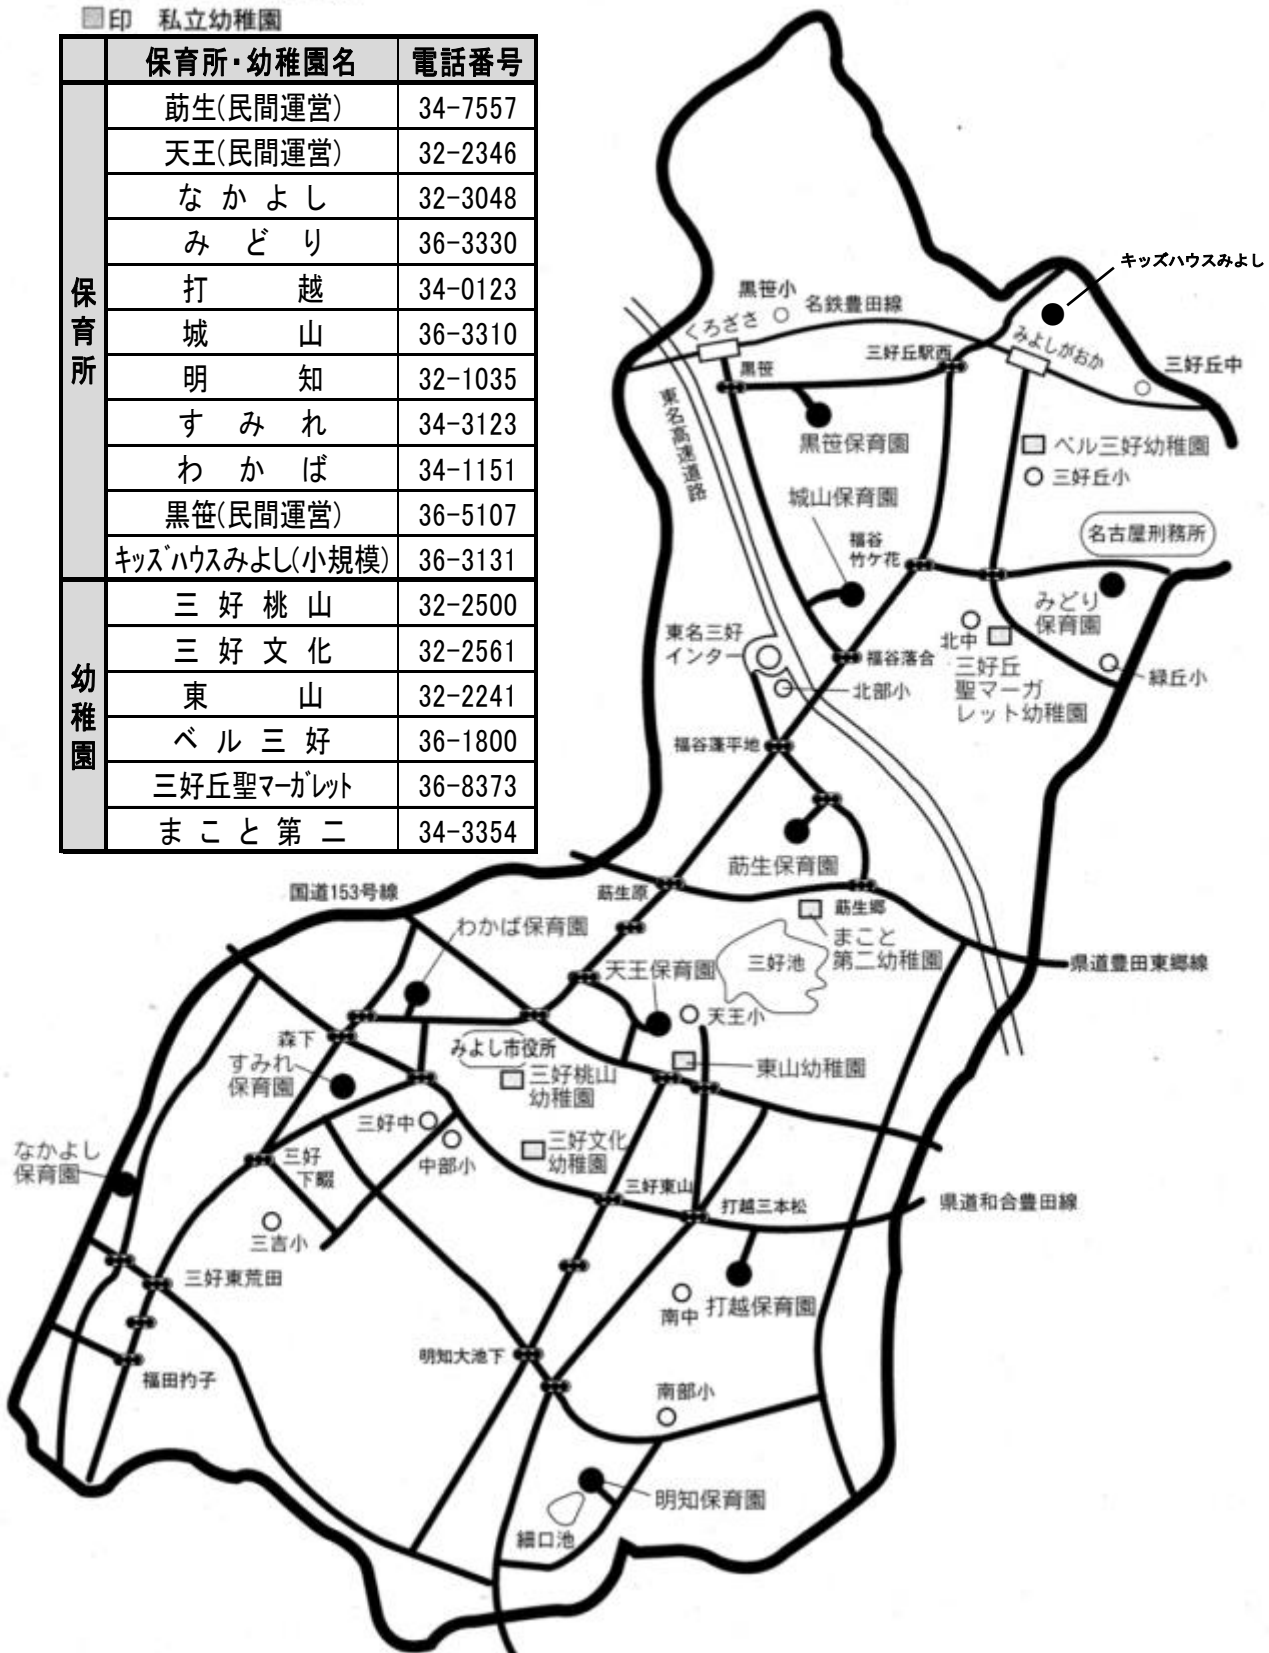 印 私立幼稚園
保育所・幼稚園名 電話番号
保育所
莇生(民間運営) 34-7557
天王(民間運営) 32-2346
なかよし 32-3048
みどり 36-3330
打越 34-0123
城山 36-3310
明知 32-1035
すみれ 34-3123
わかば 34-1151
黒笹(民間運営) 36-5107
キッズハウスみよし(小規模) 36-3131
幼稚園
三好桃山 32-2500
三好文化 32-2561
東山 32-2241
ベル三好 36-1800
三好丘聖マーガレット 36-8373
まこと第二 34-3354
キッズハウスみよし
黒笹小
名鉄豊田線
くろざさ
三好丘駅西
みよしがおか
三好丘中
黒笹
東名高速道路
黒笹保育園
ベル三好幼稚園
三好丘小
城山保育園
名古屋刑務所
福谷
竹ケ花
みどり
保育園
東名三好
インター
北中
福谷落合
三好丘
聖マーガ
レット幼稚園
緑丘小
北部小
福谷蓬平地
莇生保育園
国道153号線
莇生原
莇生郷
わかば保育園
まこと
第二幼稚園
天王保育園
三好池
県道豊田東郷線
天王小
森下
みよし市役所
すみれ
保育園
東山幼稚園
三好桃山
幼稚園
三好中
中部小
三好文化
幼稚園
なかよし
保育園
三好
下畷
三好東山
打越三本松
県道和合豊田線
三吉小
三好東荒田
南中
打越保育園
明知大池下
福田杓子
南部小
明知保育園
細口池